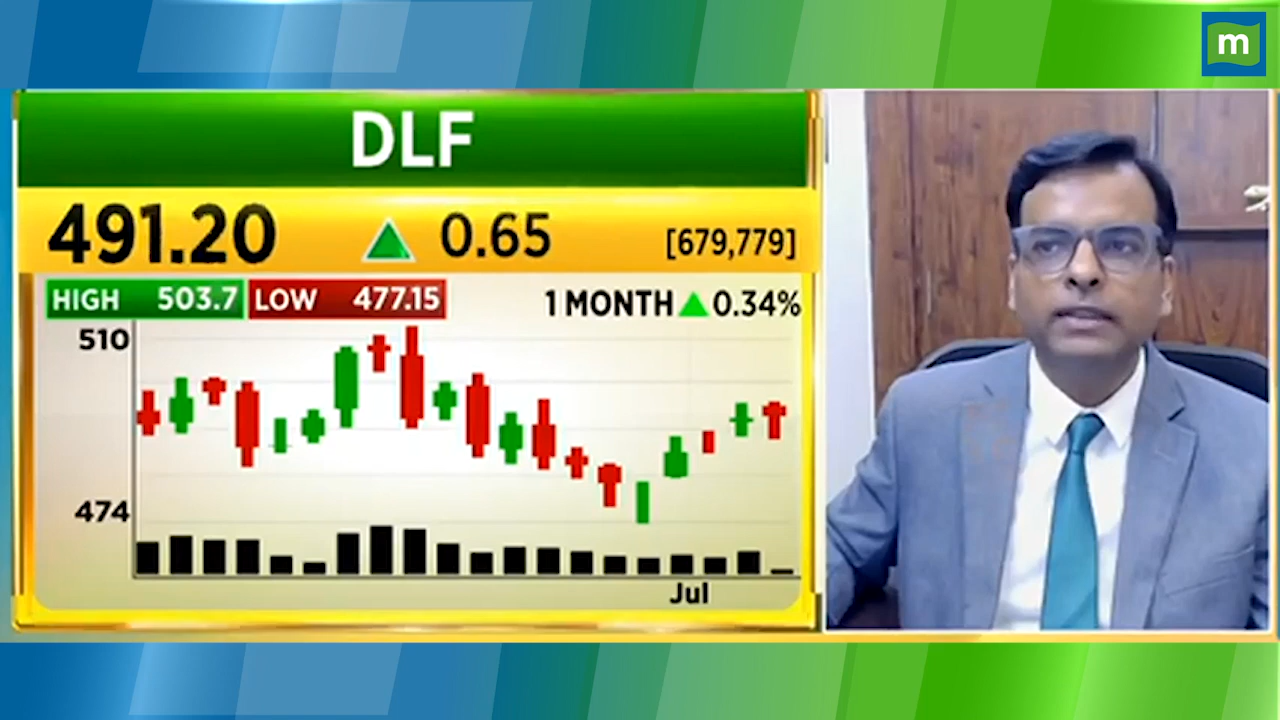 m
DLF
491.20 ▲ 0.65 [679,779]
HIGH 503.7 LOW 477.15 1 MONTH ▲ 0.34%
510
474
Jul